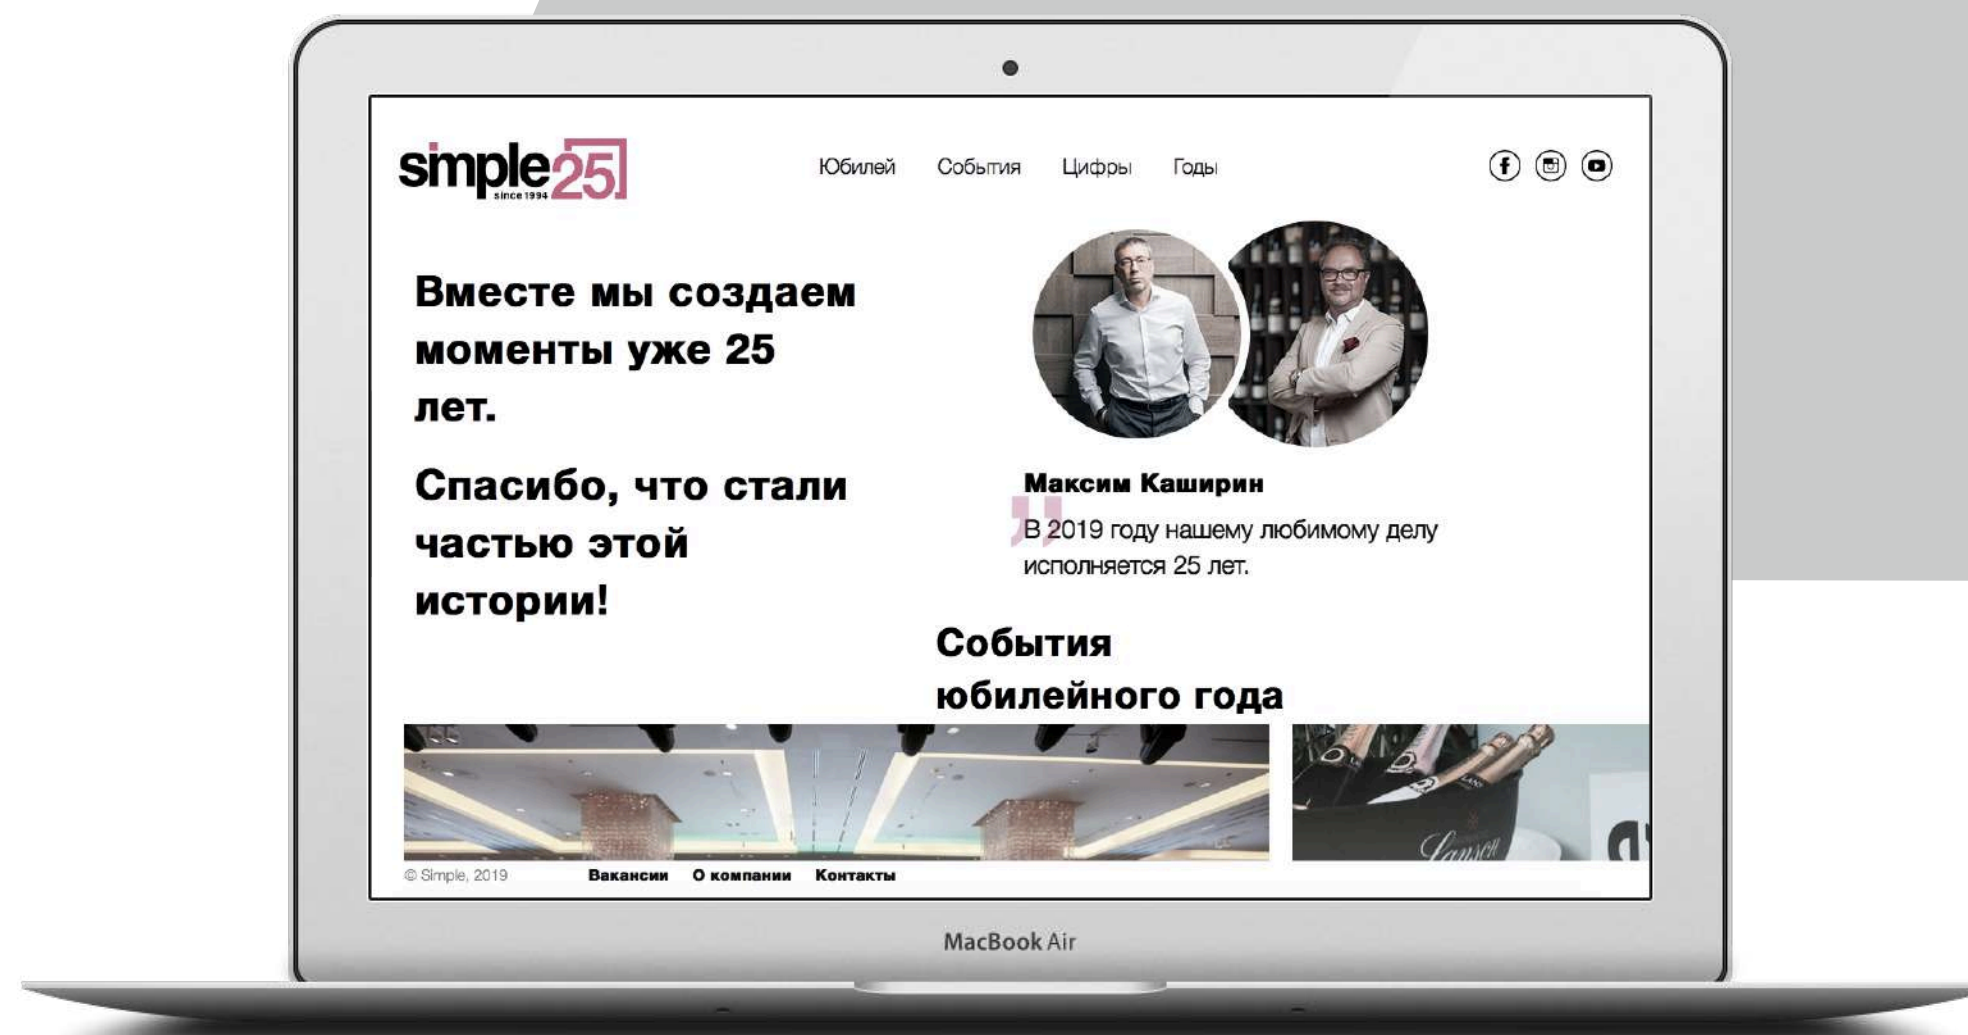 simple25
since 1994
Юбилей События Цифры Годы
Вместе мы создаем
моменты уже 25
лет.
Спасибо, что стали
частью этой
истории!
Максим Каширин
В 2019 году нашему любимому делу
исполняется 25 лет.
События
юбилейного года
Lanson
© Simple, 2019 Вакансии О компании Контакты
MacBook Air